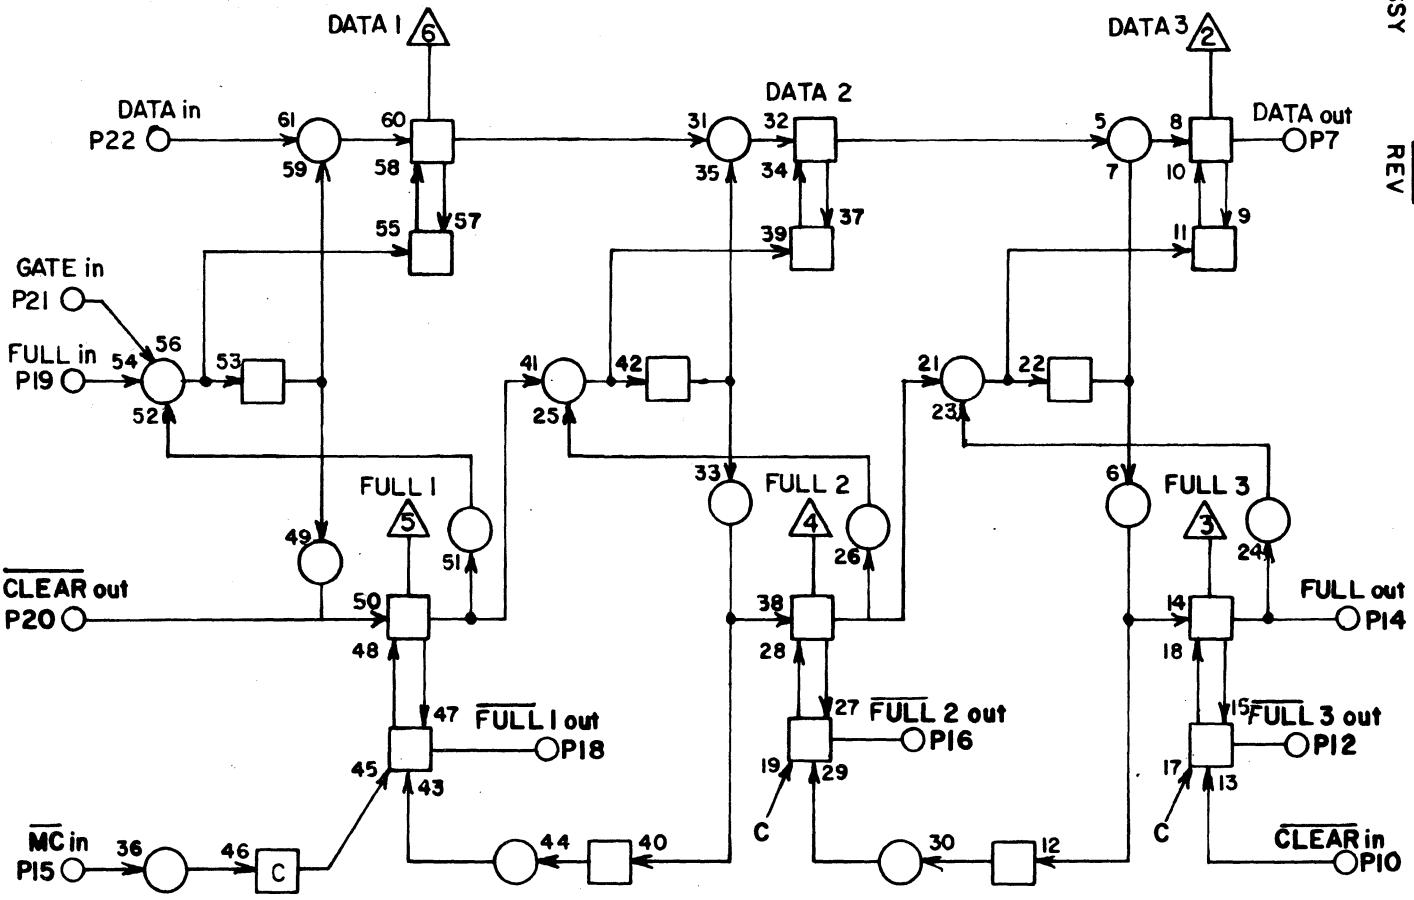 SSY
REV
DATA 1
6
DATA 3
2
DATA in
P22
61
59
60
58
57
55
31
35
DATA 2
32
34
37
39
5
7
8
10
9
11
DATA out
P7
GATE in
P21
FULL in
P19
54
56
52
53
41
25
42
21
23
22
FULL 1
5
49
51
33
FULL 2
4
26
6
FULL 3
3
24
CLEAR out
P20
50
48
47
38
28
27
14
18
15
FULL out
P14
FULL 1 out
P18
45
43
FULL 2 out
P16
19
29
C
FULL 3 out
P12
17
13
C
MC in
P15
36
46
C
44
40
30
12
CLEAR in
P10